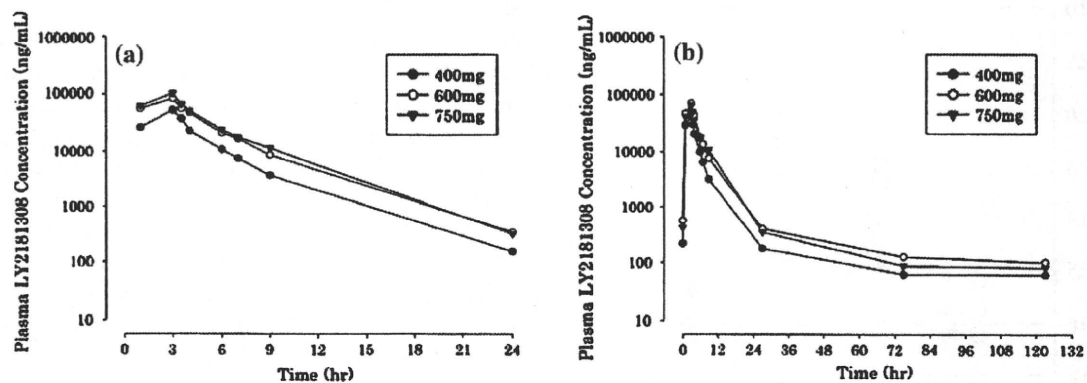 (a)
Plasma LY2181308 Concentration (ng/mL)
1000000
100000
10000
1000
100
10
400mg
600mg
750mg
0 3 6 9 12 15 18 21 24
Time (hr)
(b)
Plasma LY2181308 Concentration (ng/mL)
1000000
100000
10000
1000
100
10
400mg
600mg
750mg
0 12 24 36 48 60 72 84 96 108 120 132
Time (hr)